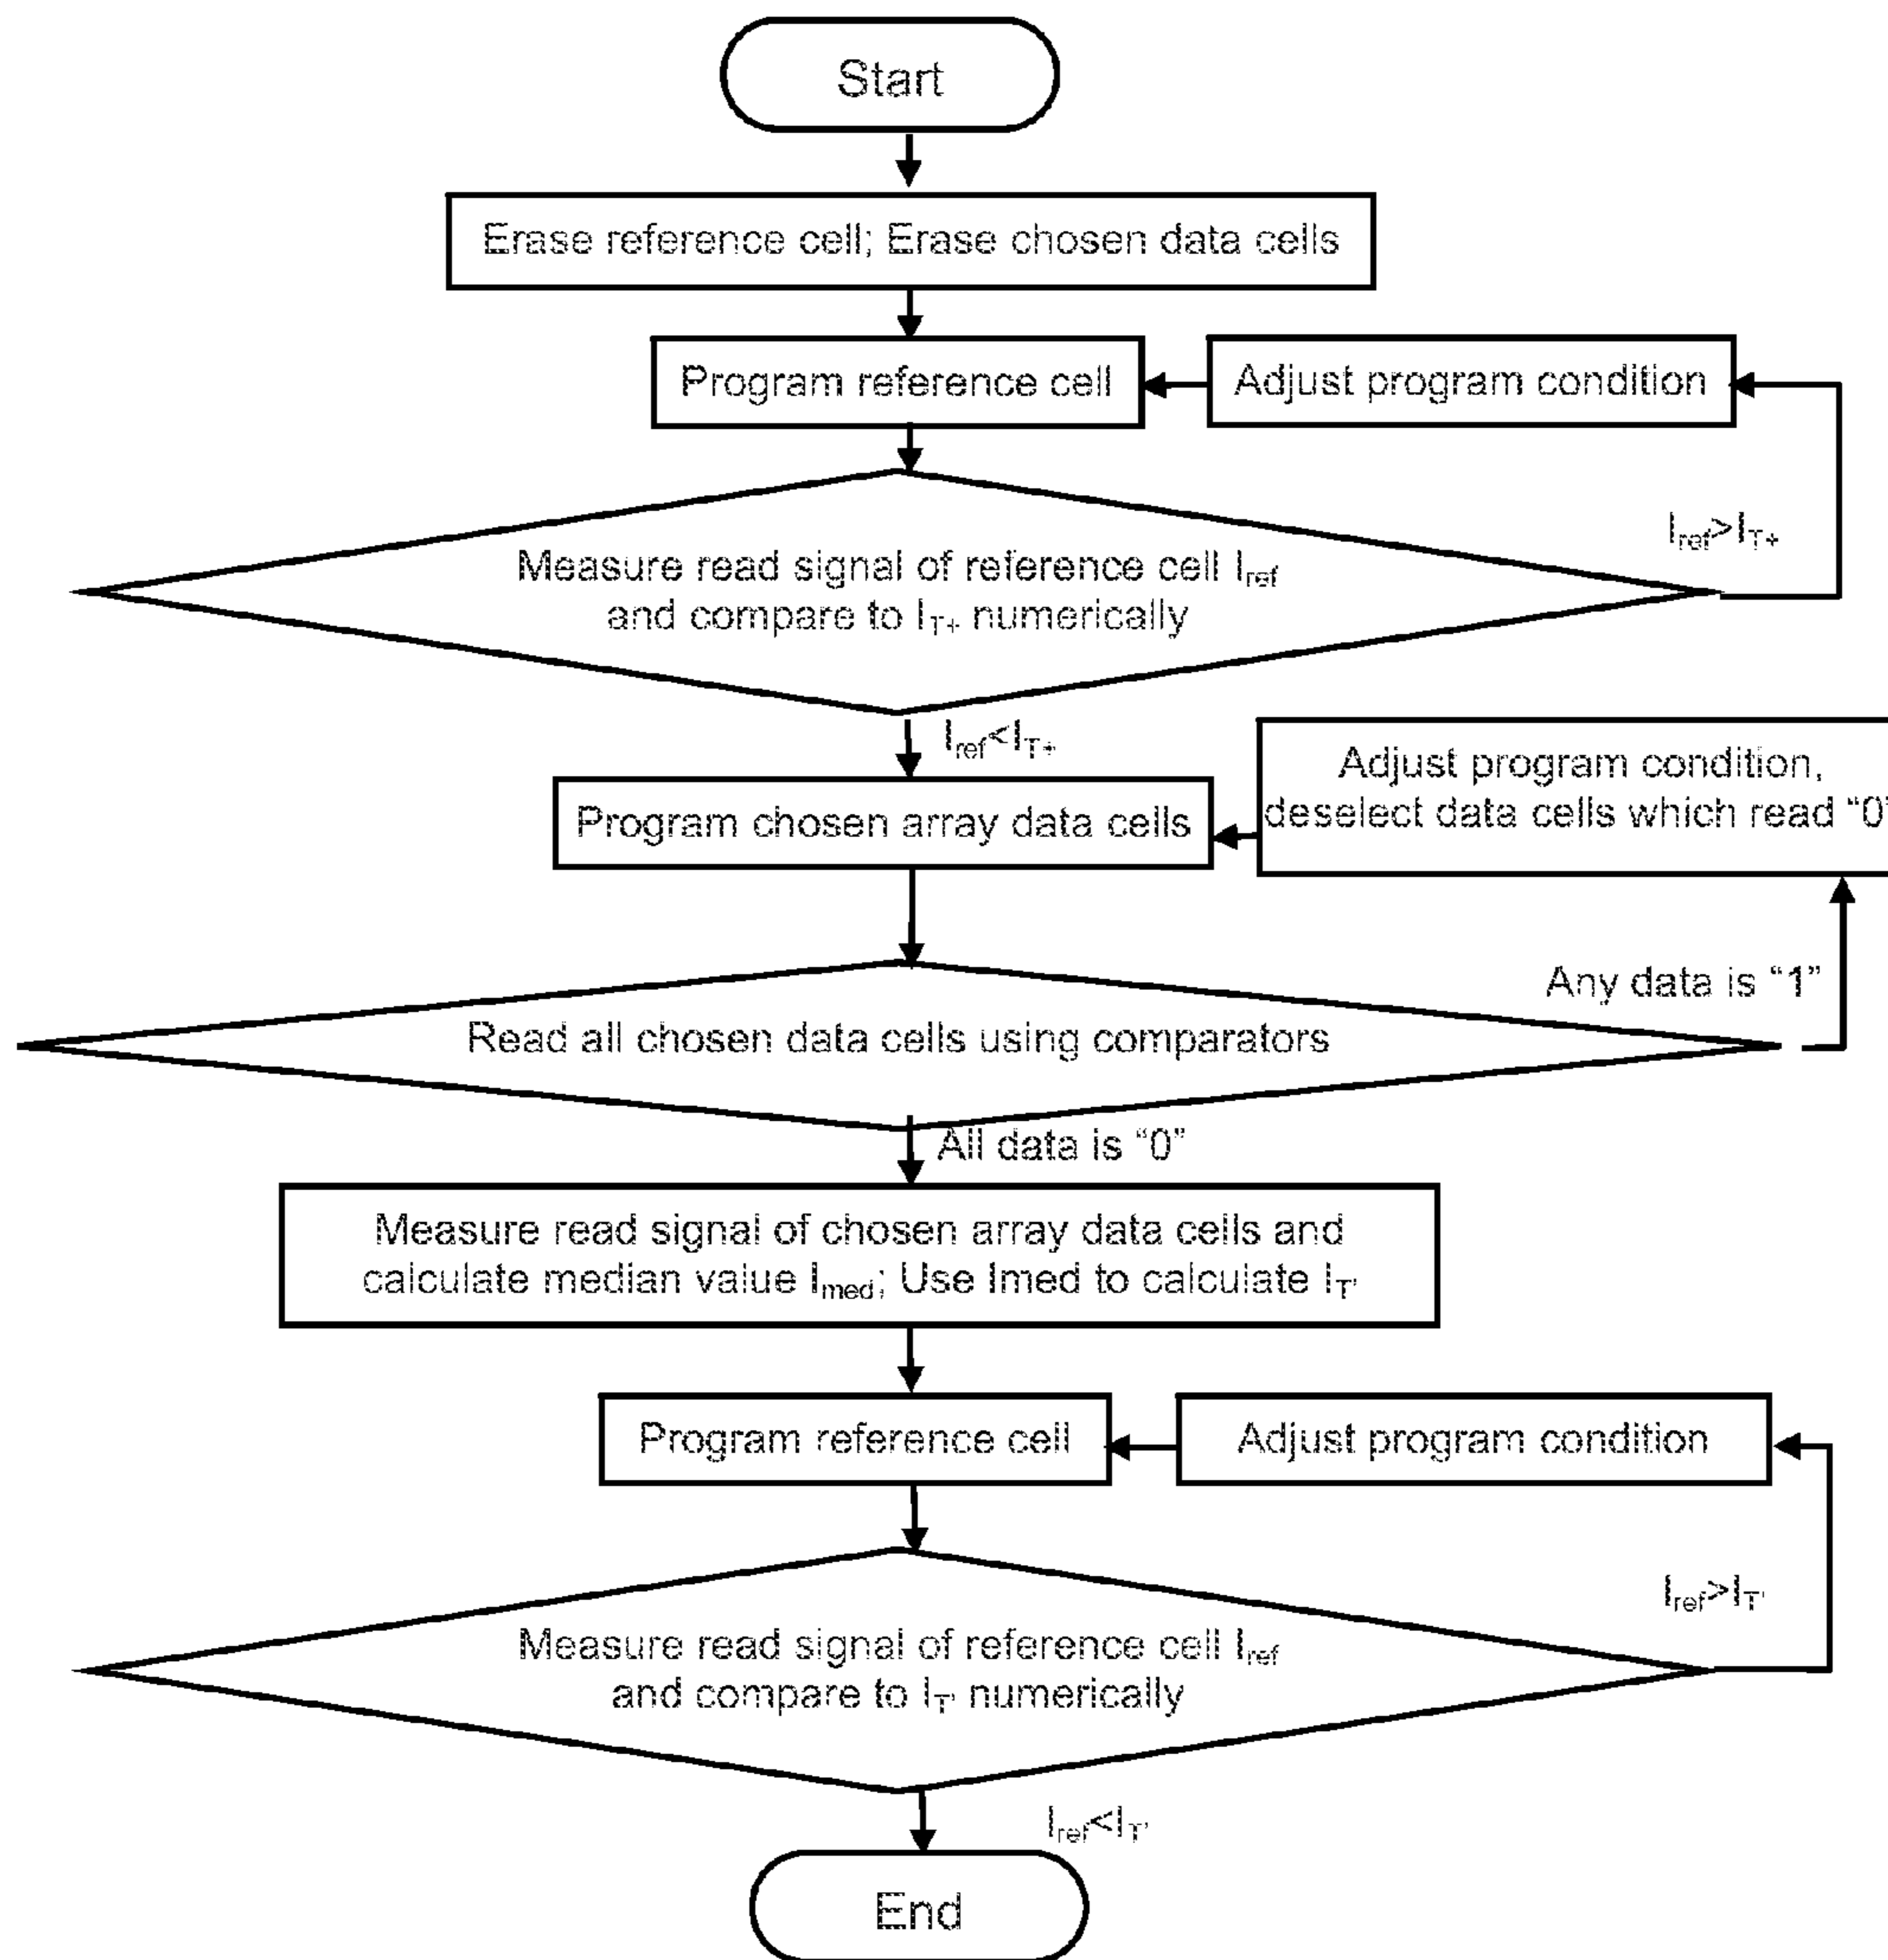 Start
Erase reference cell; Erase chosen data cells
Program reference cell
Adjust program condition
Iref>IT+
Measure read signal of reference cell Iref
and compare to IT+ numerically
Iref<IT+
Adjust program condition,
deselect data cells which read “0”
Program chosen array data cells
Any data is “1”
Read all chosen data cells using comparators
All data is “0”
Measure read signal of chosen array data cells and
calculate median value Imed; Use Imed to calculate IT'
Program reference cell
Adjust program condition
Iref>IT'
Measure read signal of reference cell Iref
and compare to IT' numerically
Iref<IT'
End